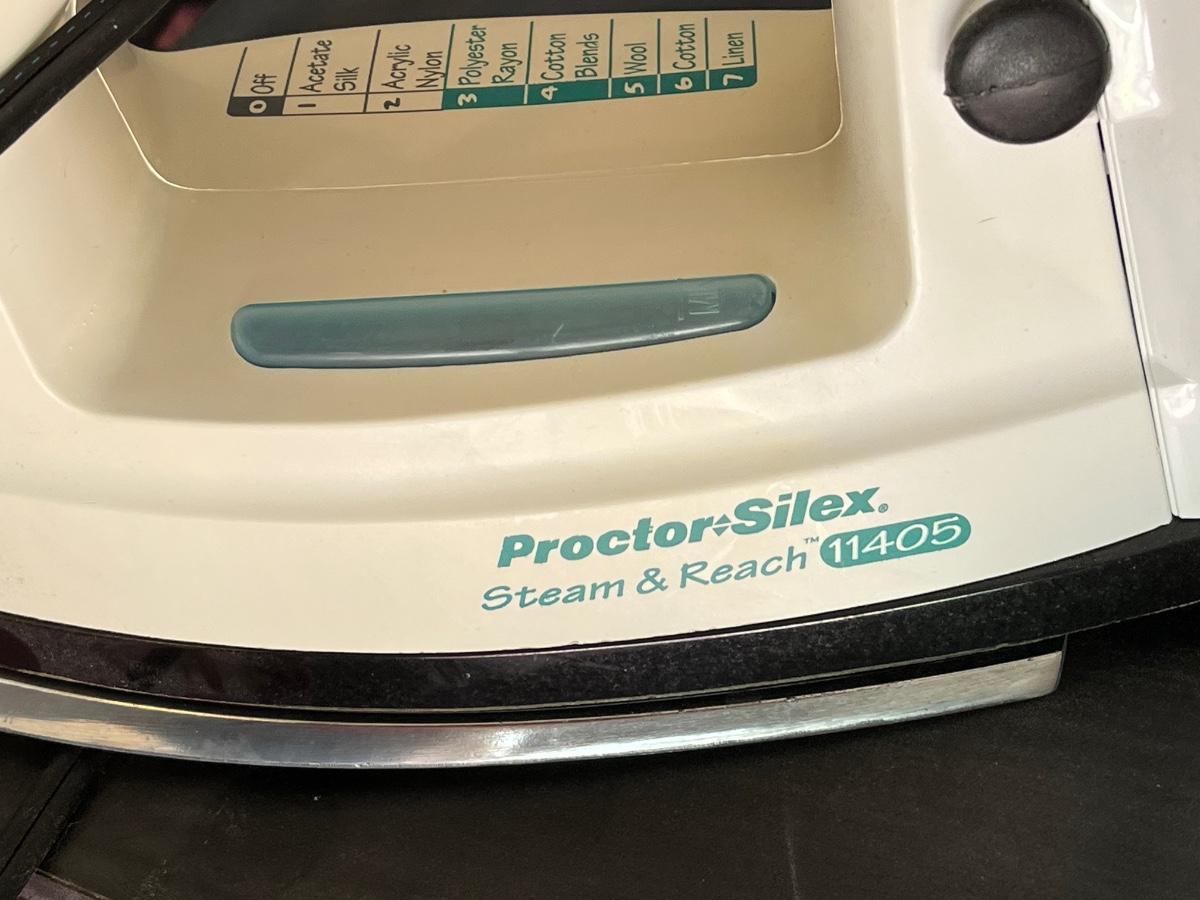 0 Off
1 Acetate
Silk
2 Acrylic
Nylon
3 Polyester
Rayon
4 Cotton
Blends
5 Wool
6 Cotton
7 Linen
Proctor-Silex®
Steam & Reach™ 11405